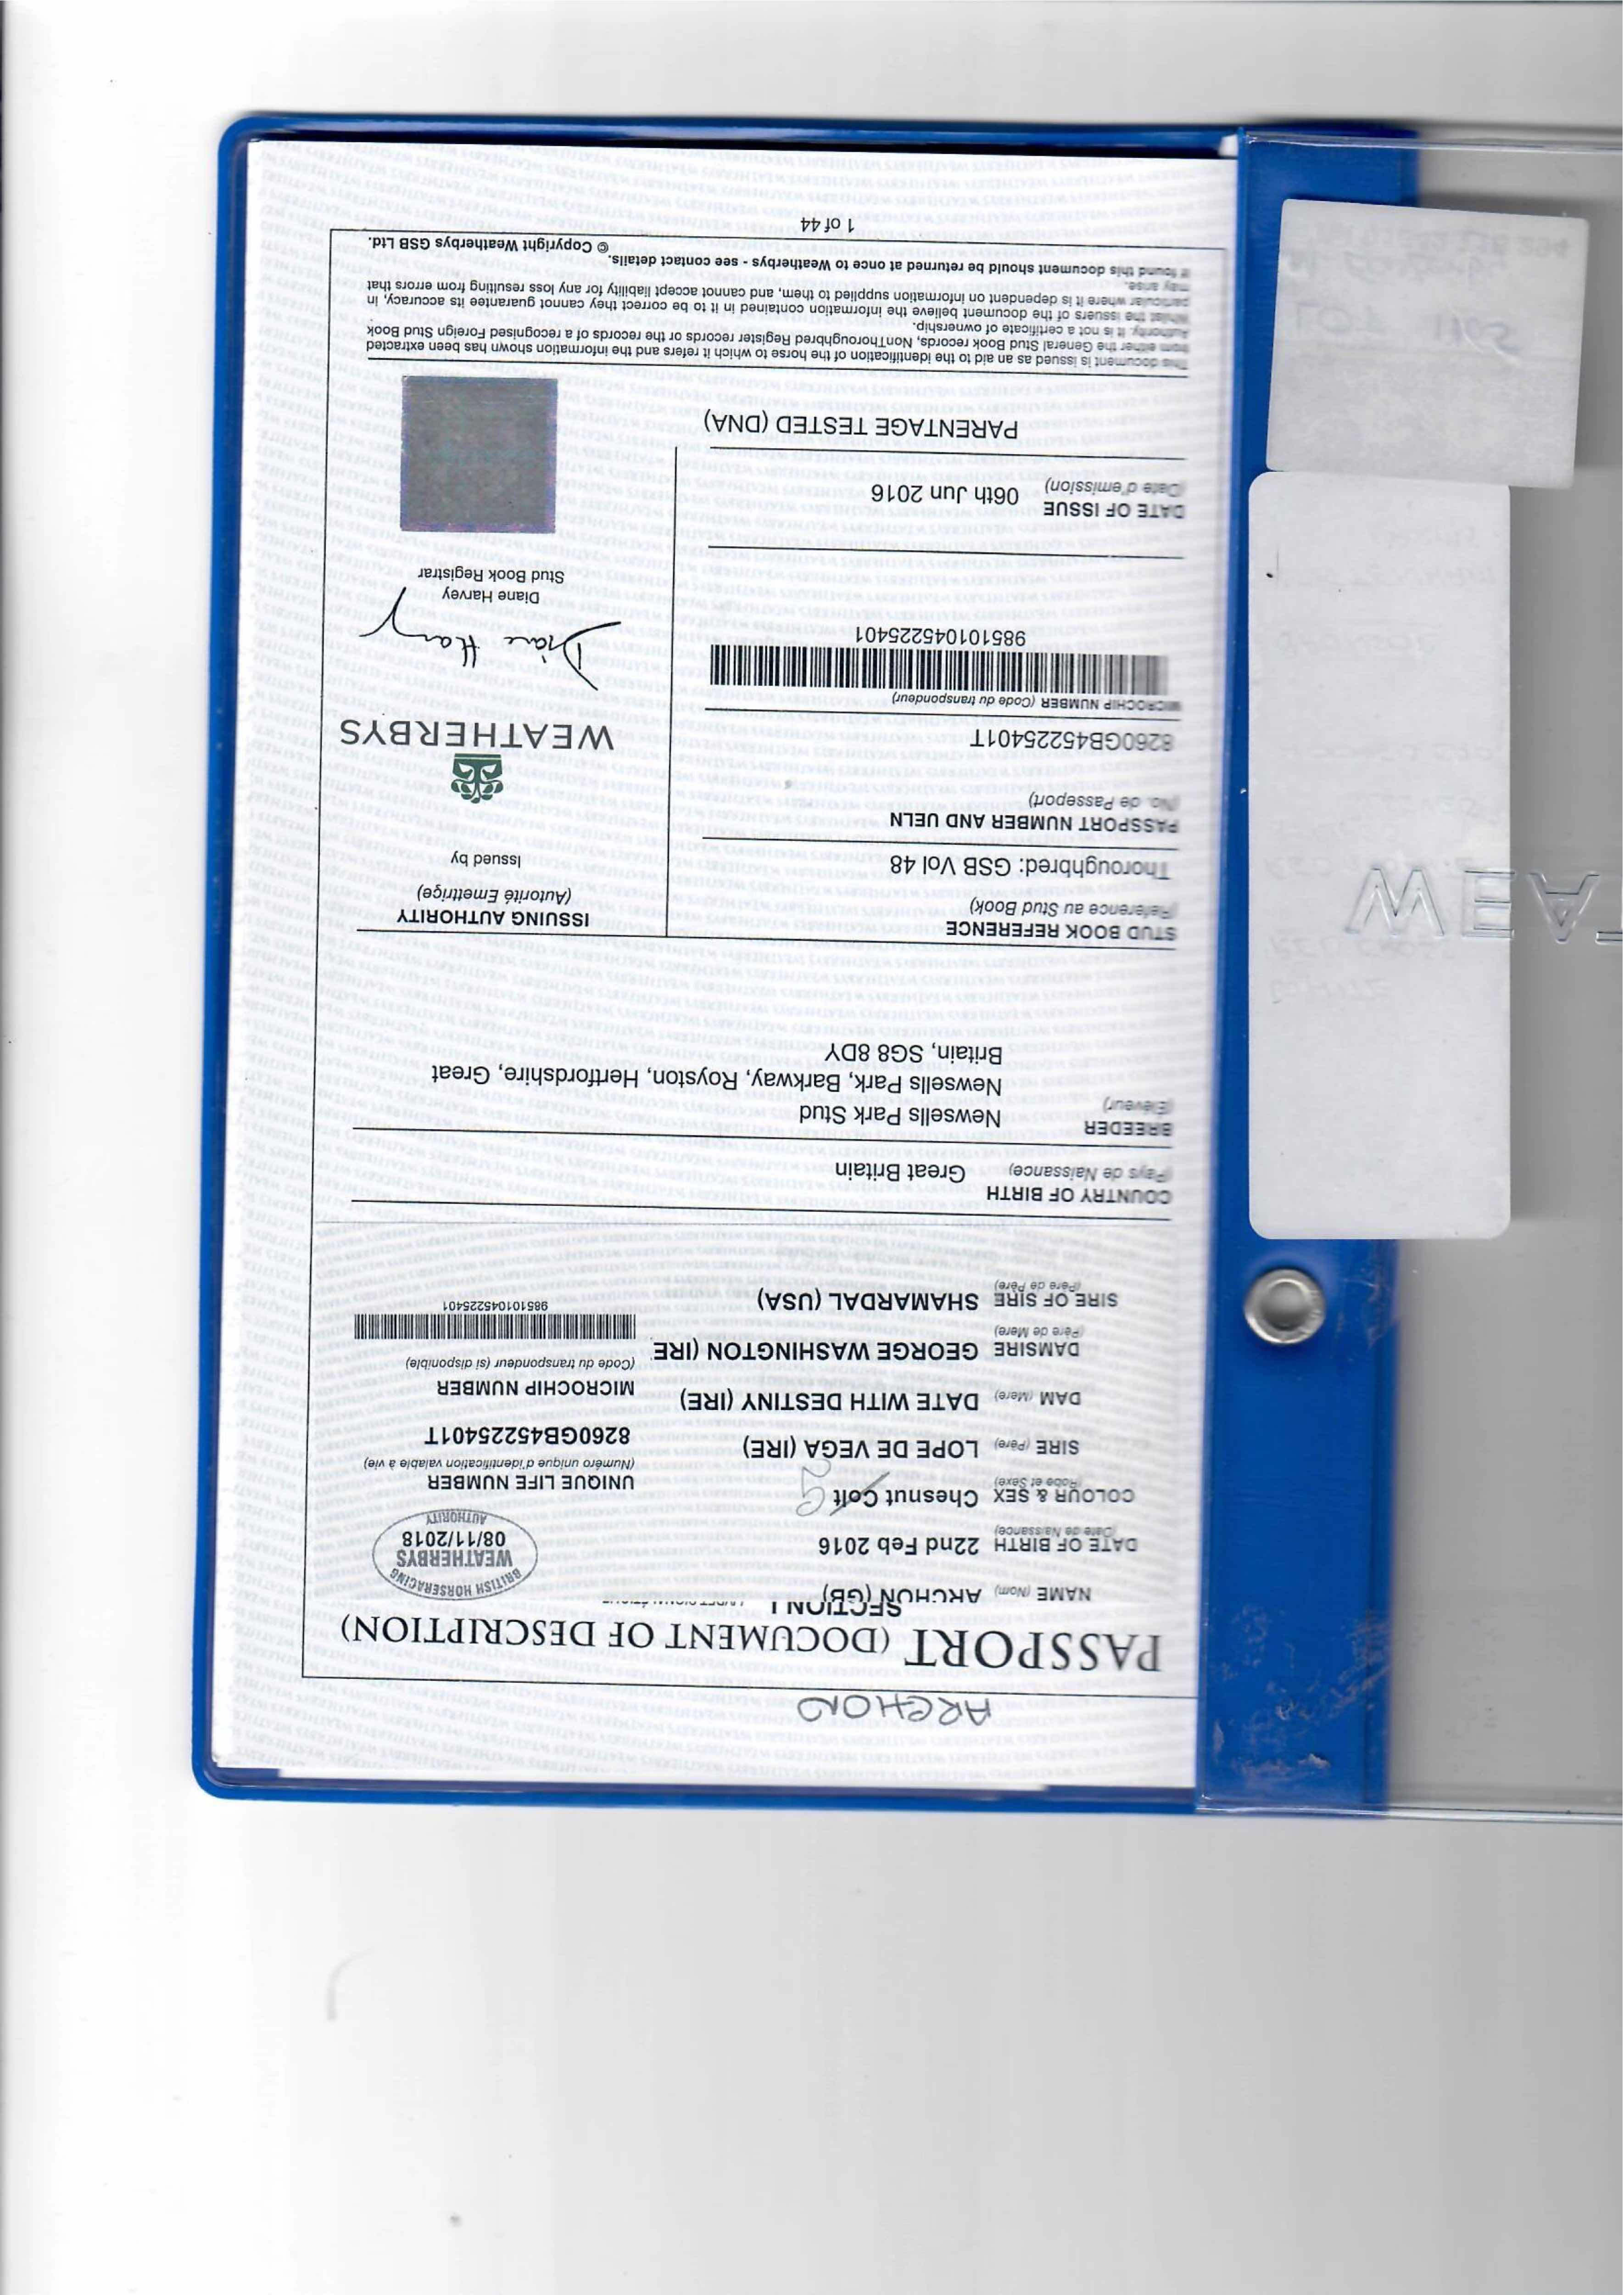 ARCHON
PASSPORT (DOCUMENT OF DESCRIPTION)
SECTION I
NAME (Nom) ARCHON (GB)
BRITISH HORSERACING
WEATHERBYS
08/11/2018
AUTHORITY
DATE OF BIRTH 22nd Feb 2016
(Date de Naissance)
COLOUR & SEX Chesnut Colt G
(Robe et Sexe)
SIRE (Père) LOPE DE VEGA (IRE)
DAM (Mere) DATE WITH DESTINY (IRE)
DAMSIRE GEORGE WASHINGTON (IRE
(Père de Mere)
SIRE OF SIRE SHAMARDAL (USA)
(Père de Père)
UNIQUE LIFE NUMBER
(Numéro unique d'identification valable à vie)
8260GB45225401T
MICROCHIP NUMBER
(Code du transpondeur (si disponible)
985101045225401
COUNTRY OF BIRTH
(Pays de Naissance) Great Britain
BREEDER Newsells Park Stud
(Eleveur)
Newsells Park, Barkway, Royston, Hertfordshire, Great
Britain, SG8 8DY
STUD BOOK REFERENCE
(Reference au Stud Book)
Thoroughbred: GSB Vol 48
PASSPORT NUMBER AND UELN
(No. de Passeport)
8260GB45225401T
MICROCHIP NUMBER (Code du transpondeur)
985101045225401
DATE OF ISSUE
(Date d'emission) 06th Jun 2016
PARENTAGE TESTED (DNA)
ISSUING AUTHORITY
(Autorité Emettrice)
Issued by
WEATHERBYS
Diane Harvey
Diane Harvey
Stud Book Registrar
This document is issued as an aid to the identification of the horse to which it refers and the information shown has been extracted
from either the General Stud Book records, NonThoroughbred Register records or the records of a recognised Foreign Stud Book
Authority. It is not a certificate of ownership.
Whilst the issuers of the document believe the information contained in it to be correct they cannot guarantee its accuracy, in
particular where it is dependent on information supplied to them, and cannot accept liability for any loss resulting from errors that
may arise.
If found this document should be returned at once to Weatherbys - see contact details.
© Copyright Weatherbys GSB Ltd.
1 of 44